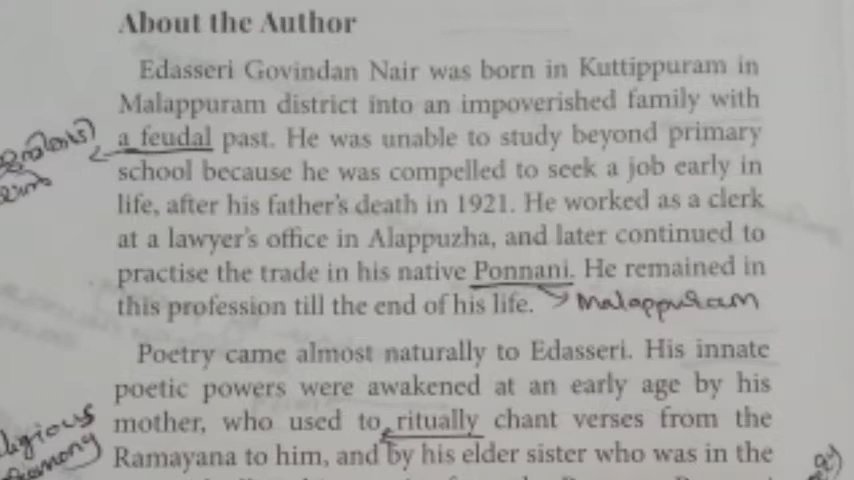 About the Author
Edasseri Govindan Nair was born in Kuttippuram in
Malappuram district into an impoverished family with
a feudal past. He was unable to study beyond primary
school because he was compelled to seek a job early in
life, after his father's death in 1921. He worked as a clerk
at a lawyer's office in Alappuzha, and later continued to
practise the trade in his native Ponnani. He remained in
this profession till the end of his life.
Malappuram
Poetry came almost naturally to Edasseri. His innate
poetic powers were awakened at an early age by his
mother, who used to ritually chant verses from the
Ramayana to him, and by his elder sister who was in the